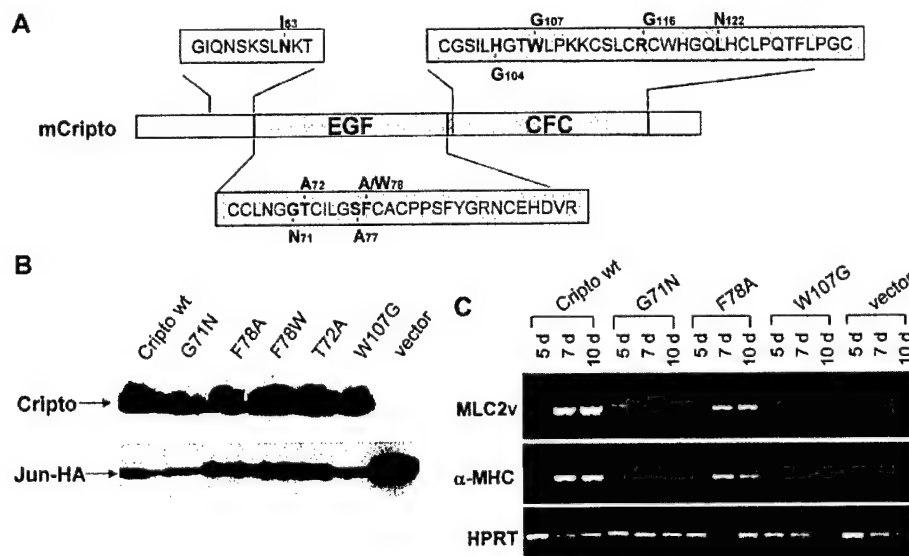 A
I63
GIQNSKSLNKT
G107 G116 N122
CGSILHGTWLPKKCSLCRCWHGQLHCLPQTFLPGC
G104
mCripto EGF CFC
A72 A/W78
CCLNGGTCILGSFCACPPSFYGRNCEHDVR
N71 A77
B
Cripto wt G71N F78A F78W T72A W107G vector
Cripto
Jun-HA
C
Cripto wt G71N F78A W107G vector
5 d 7 d 10 d 5 d 7 d 10 d 5 d 7 d 10 d 5 d 7 d 10 d 5 d 7 d 10 d
MLC2v
α-MHC
HPRT